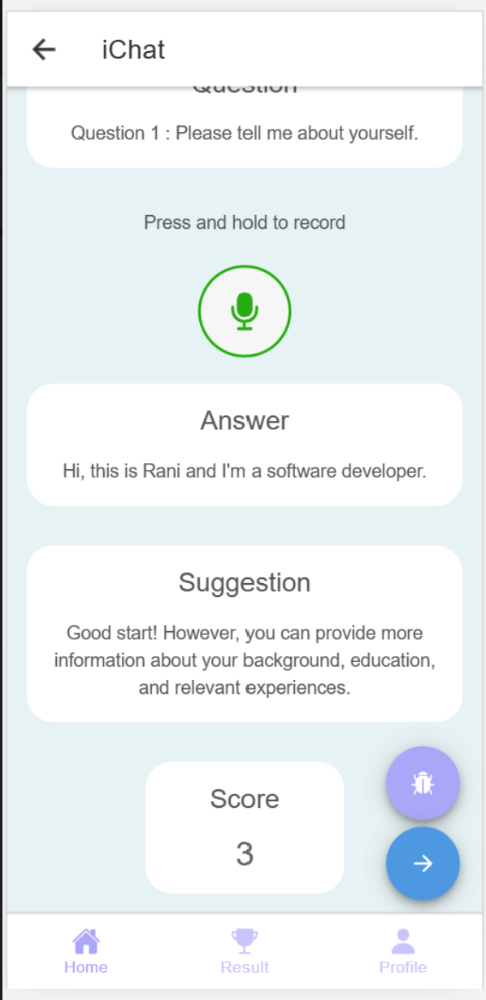 iChat
Question
Question 1 : Please tell me about yourself.
Press and hold to record
Answer
Hi, this is Rani and I'm a software developer.
Suggestion
Good start! However, you can provide more
information about your background, education,
and relevant experiences.
Score
3
Home
Result
Profile